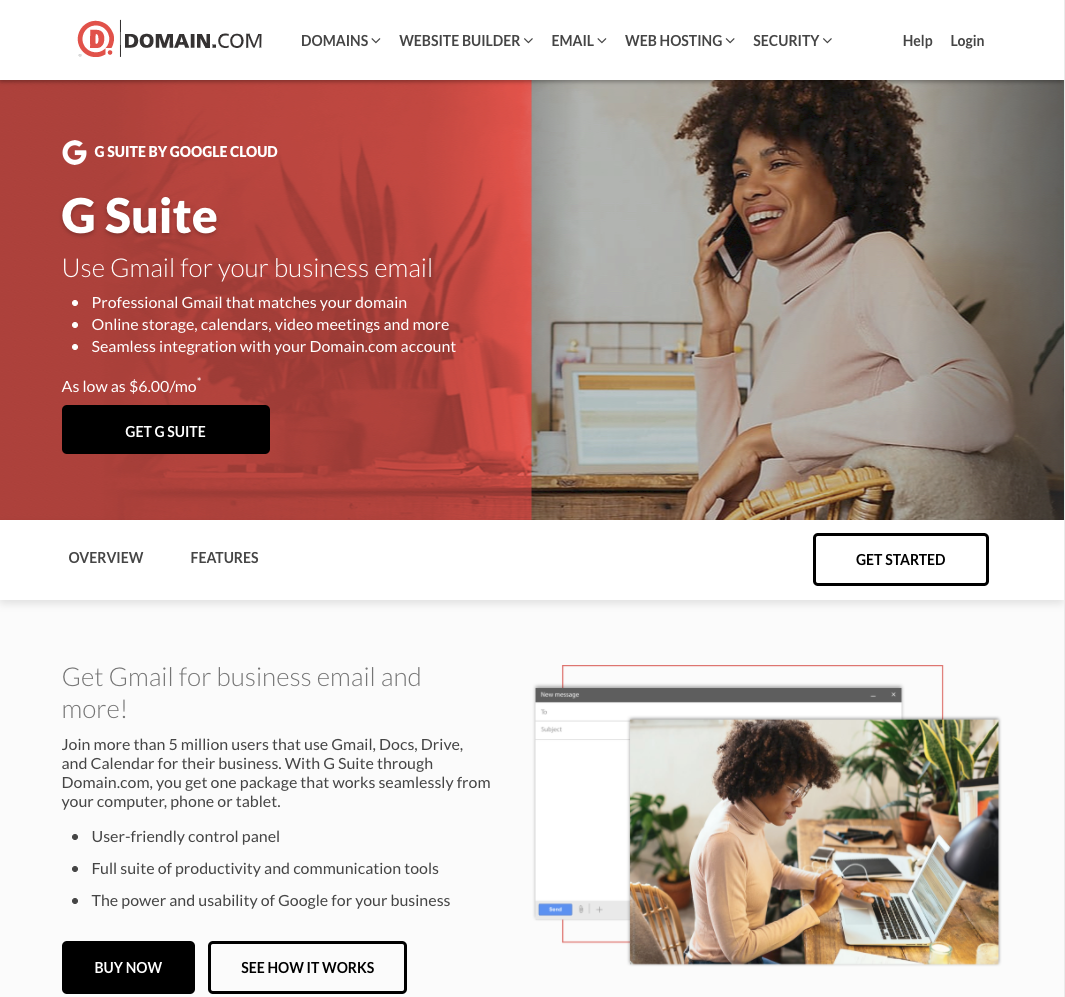 DOMAIN.COM
DOMAINS
WEBSITE BUILDER
EMAIL
WEB HOSTING
SECURITY
Help
Login
G SUITE BY GOOGLE CLOUD
G Suite
Use Gmail for your business email
• Professional Gmail that matches your domain
• Online storage, calendars, video meetings and more
• Seamless integration with your Domain.com account
As low as $6.00/mo*
GET G SUITE
OVERVIEW
FEATURES
GET STARTED
Get Gmail for business email and
more!
Join more than 5 million users that use Gmail, Docs, Drive,
and Calendar for their business. With G Suite through
Domain.com, you get one package that works seamlessly from
your computer, phone or tablet.
• User-friendly control panel
• Full suite of productivity and communication tools
• The power and usability of Google for your business
BUY NOW
SEE HOW IT WORKS
New message
To
Subject
Send